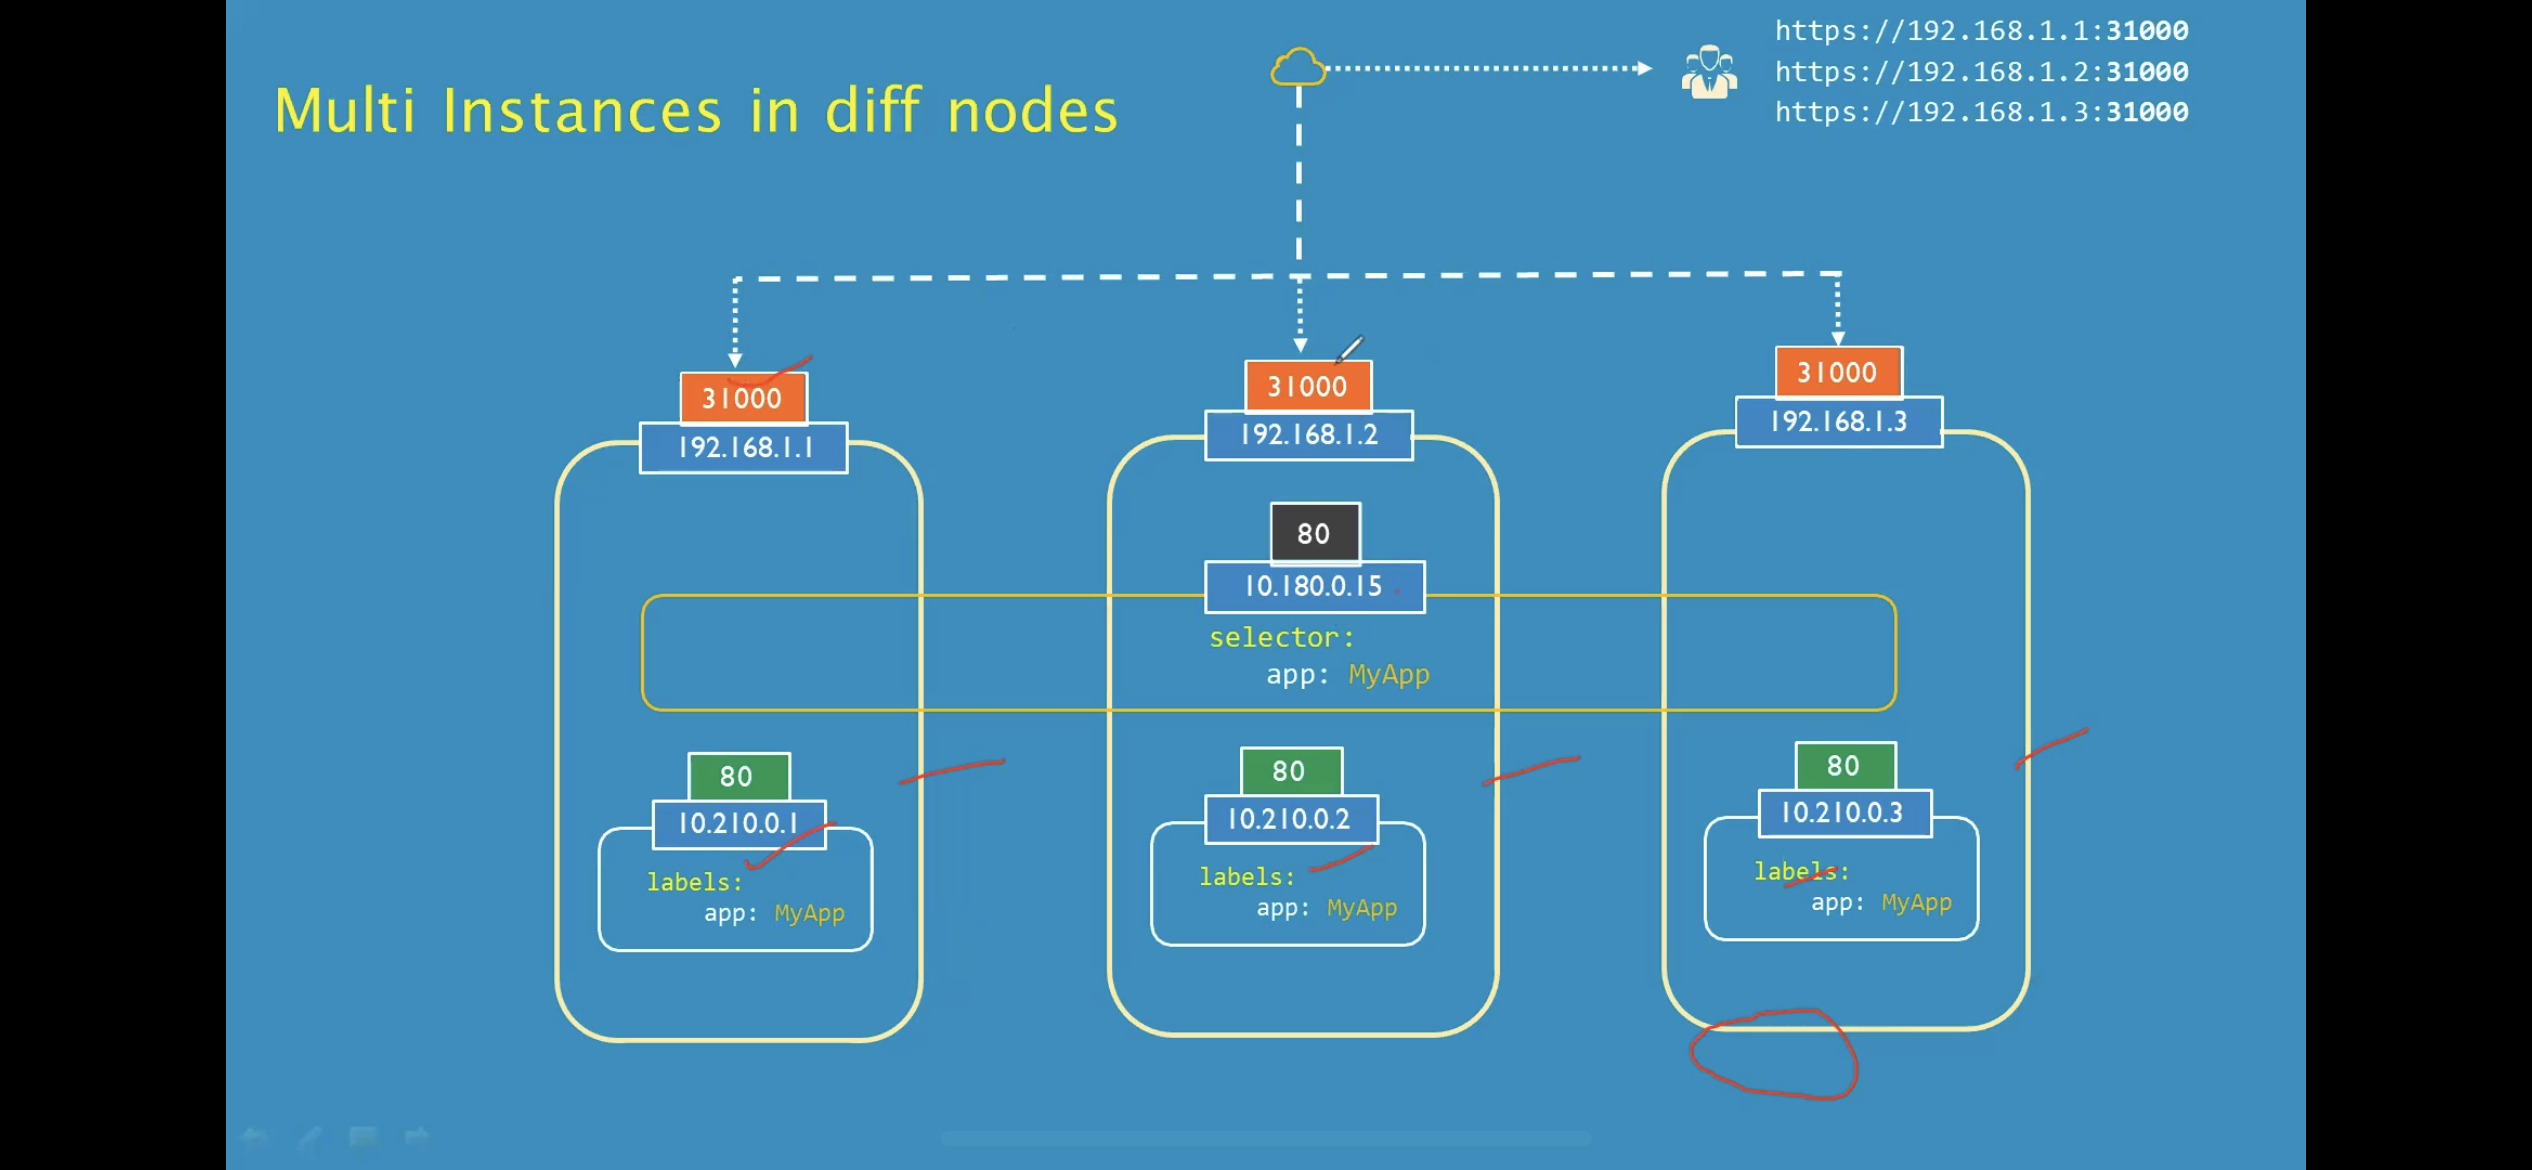 https://192.168.1.1:31000
https://192.168.1.2:31000
https://192.168.1.3:31000
Multi Instances in diff nodes
31000
192.168.1.1
31000
192.168.1.2
31000
192.168.1.3
80
10.180.0.15
selector:
app: MyApp
80
10.210.0.1
labels:
app: MyApp
80
10.210.0.2
labels:
app: MyApp
80
10.210.0.3
labels:
app: MyApp